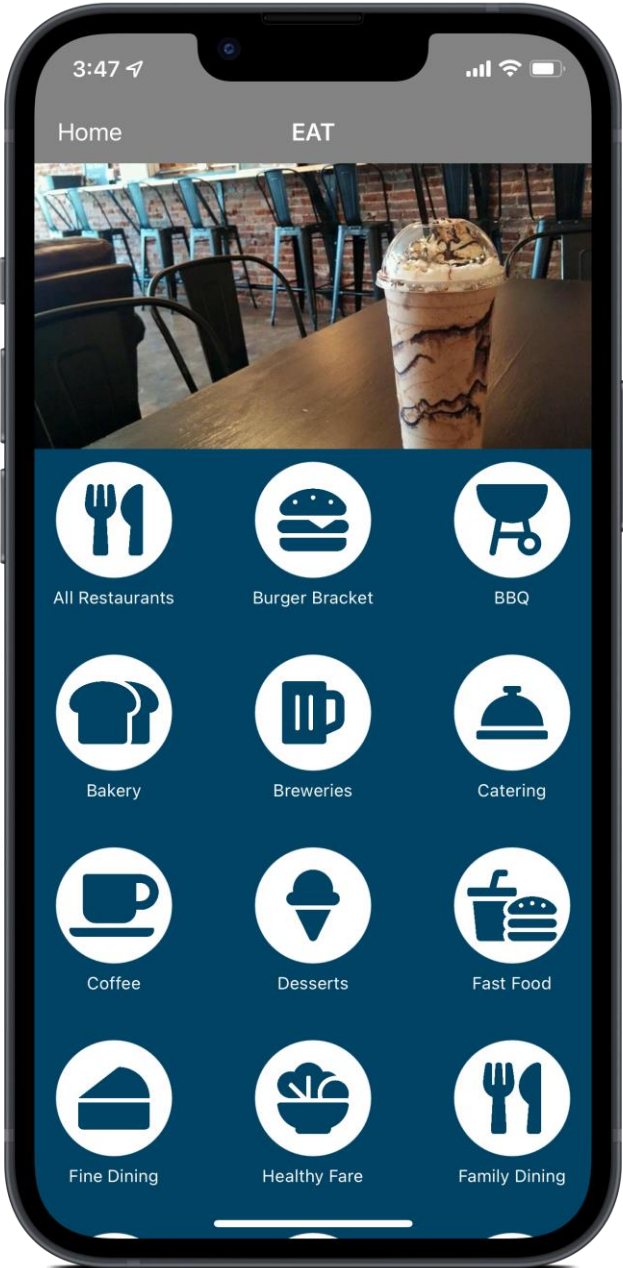 3:47
Home EAT
All Restaurants Burger Bracket BBQ
Bakery Breweries Catering
Coffee Desserts Fast Food
Fine Dining Healthy Fare Family Dining